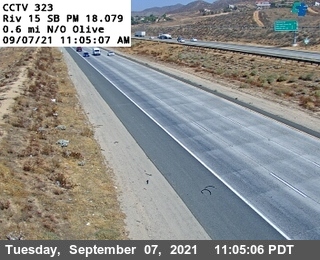 CCTV 323
Riv 15 SB PM 18.079
0.6 mi N/O Olive
09/07/21 11:05:07 AM
Tuesday, September 07, 2021 11:05:06 PDT